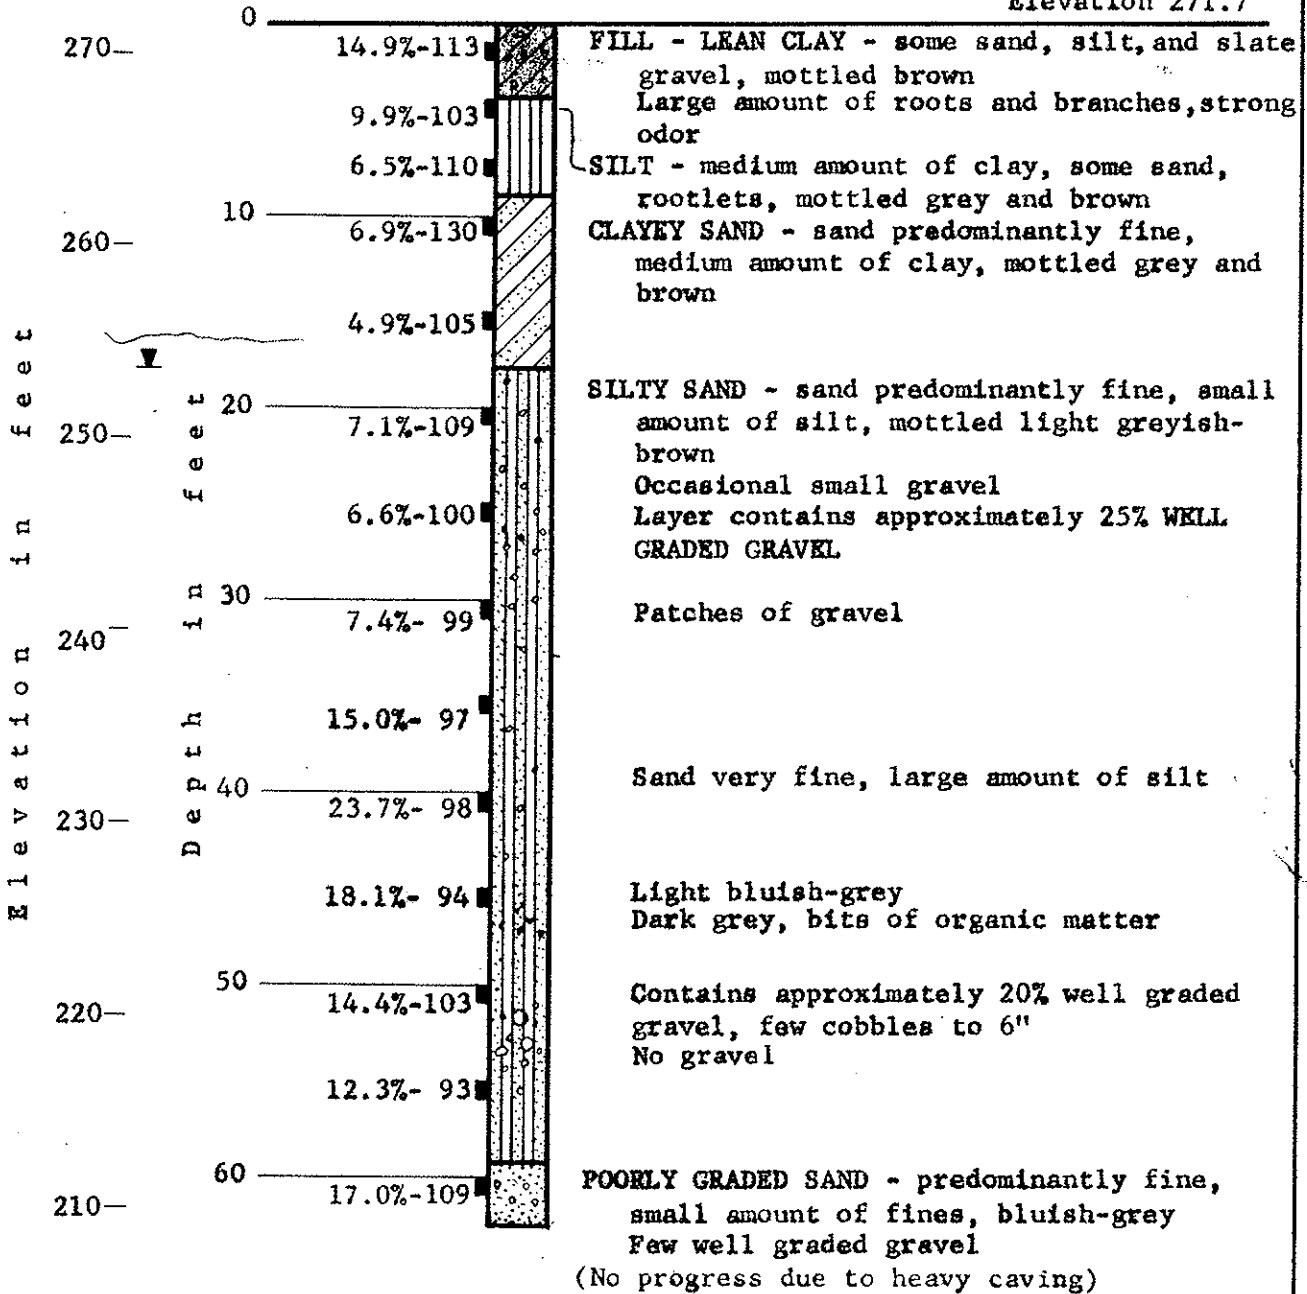 Elevation 271.7
0
270—
14.9%-113
FILL - LEAN CLAY - some sand, silt, and slate
gravel, mottled brown
9.9%-103
Large amount of roots and branches, strong
odor
6.5%-110
SILT - medium amount of clay, some sand,
rootlets, mottled grey and brown
10
260—
6.9%-130
CLAYEY SAND - sand predominantly fine,
medium amount of clay, mottled grey and
brown
4.9%-105
20
250—
7.1%-109
SILTY SAND - sand predominantly fine, small
amount of silt, mottled light greyish-
brown
Occasional small gravel
6.6%-100
Layer contains approximately 25% WELL
GRADED GRAVEL
30
240—
7.4%- 99
Patches of gravel
15.0%- 97
Sand very fine, large amount of silt
40
230—
23.7%- 98
18.1%- 94
Light bluish-grey
Dark grey, bits of organic matter
50
220—
14.4%-103
Contains approximately 20% well graded
gravel, few cobbles to 6"
No gravel
12.3%- 93
60
210—
17.0%-109
POORLY GRADED SAND - predominantly fine,
small amount of fines, bluish-grey
Few well graded gravel
(No progress due to heavy caving)
Elevation in feet
Depth in feet